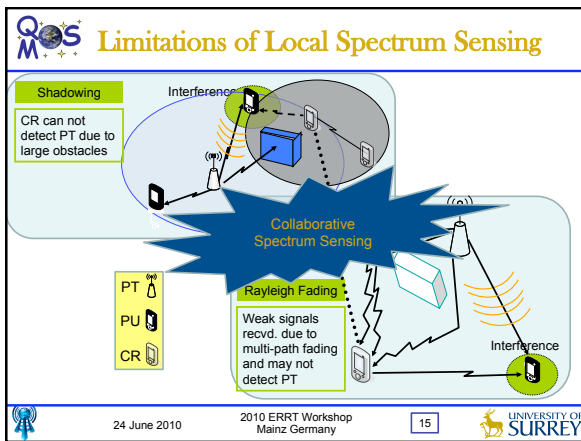 QMOS
Limitations of Local Spectrum Sensing
Shadowing
CR can not
detect PT due to
large obstacles
Interference
Collaborative
Spectrum Sensing
PT
PU
CR
Rayleigh Fading
Weak signals
recvd. due to
multi-path fading
and may not
detect PT
Interference
24 June 2010
2010 ERRT Workshop
Mainz Germany
15
UNIVERSITY OF
SURREY